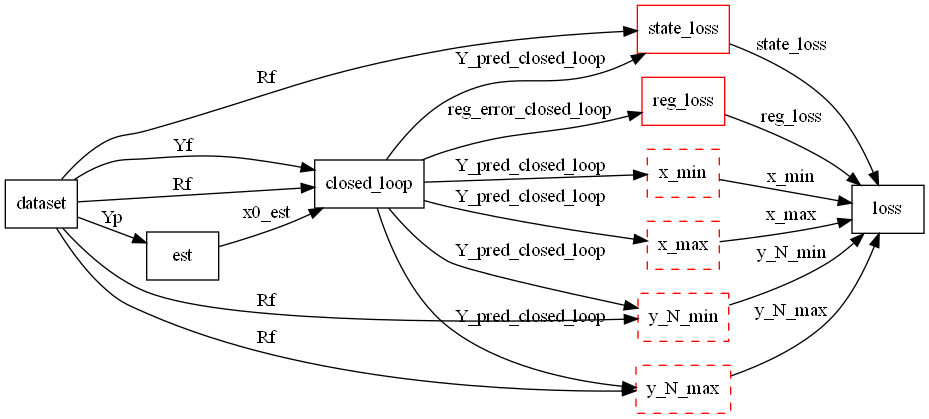 state_loss
state_loss
Y_pred_closed_loop
Rf
reg_loss
reg_error_closed_loop
reg_loss
Yf
Y_pred_closed_loop
x_min
x_min
closed_loop
Rf
Y_pred_closed_loop
dataset
loss
x0_est
Yp
x_max
x_max
est
Y_pred_closed_loop
y_N_min
Rf
Y_pred_closed_loop
y_N_min
y_N_max
Rf
y_N_max